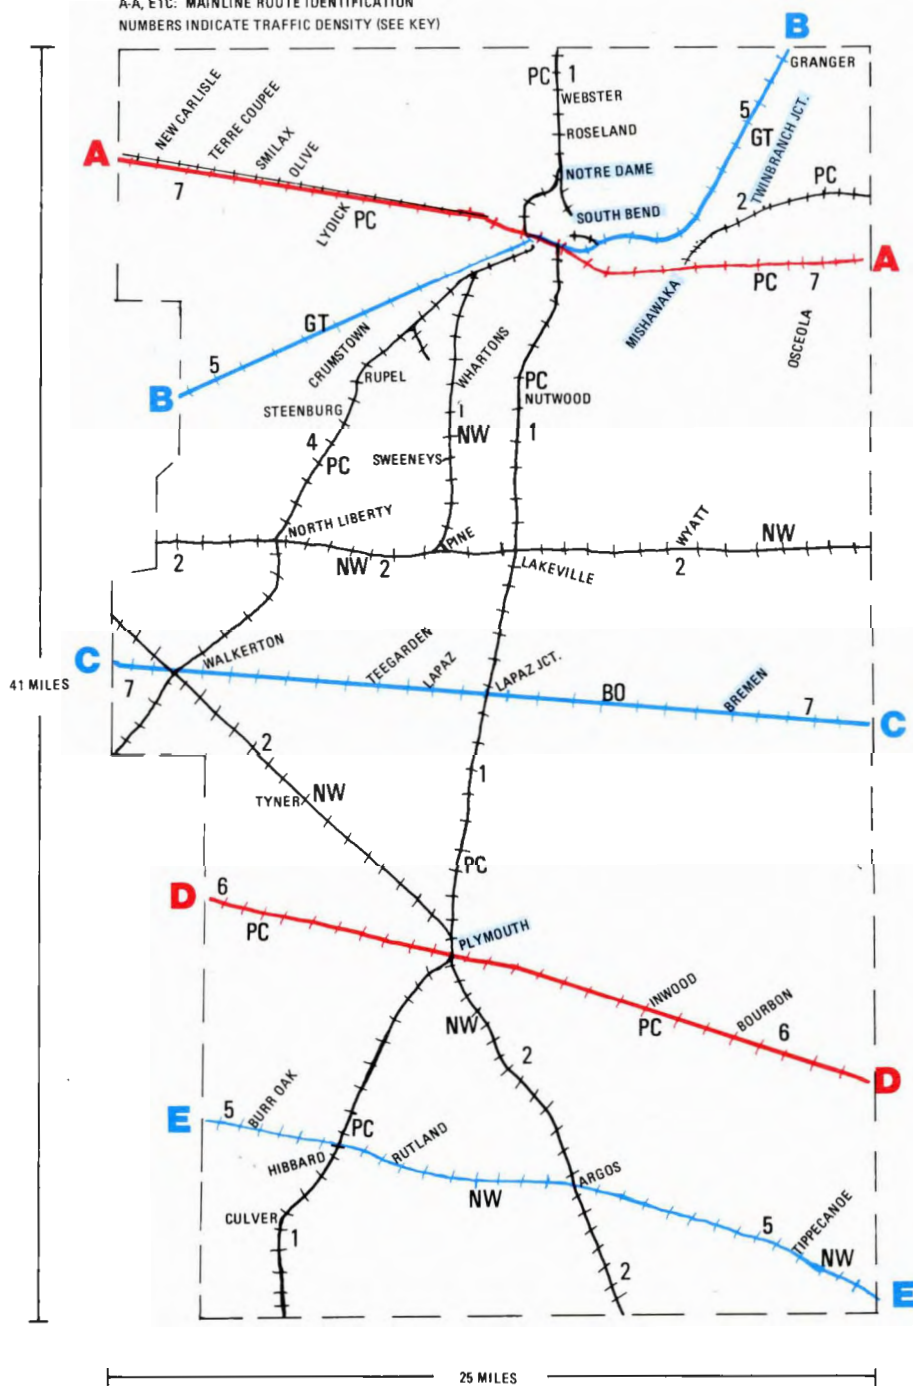 A-A, ETC: MAINLINE ROUTE IDENTIFICATION
NUMBERS INDICATE TRAFFIC DENSITY (SEE KEY)
B
GRANGER
PC 1
WEBSTER
NEW CARLISLE
TERRE COUPEE
SMILAX
OLIVE
5
GT
TWINBRANCH JCT.
ROSELAND
A
7
NOTRE DAME
PC
2
LYDICK
PC
SOUTH BEND
A
PC 7
MISHAWAKA
OSCEOLA
GT
CRUMSTOWN
WHARTONS
5
B
RUPEL
PC
NUTWOOD
STEENBURG
1
NW
1
4
PC
SWEENEYS
NORTH LIBERTY
PINE
WYATT
NW
2
NW 2
LAKEVILLE
2
C
WALKERTON
TEEGARDEN
LAPAZ
LAPAZ JCT.
41 MILES
7
BO
BREMEN
7
C
2
1
TYNER
NW
PC
D
6
PC
PLYMOUTH
INWOOD
BOURBON
NW
PC
6
2
D
E
5
BURR OAK
PC
RUTLAND
HIBBARD
ARGOS
NW
CULVER
1
5
TIPPECANOE
NW
2
E
25 MILES